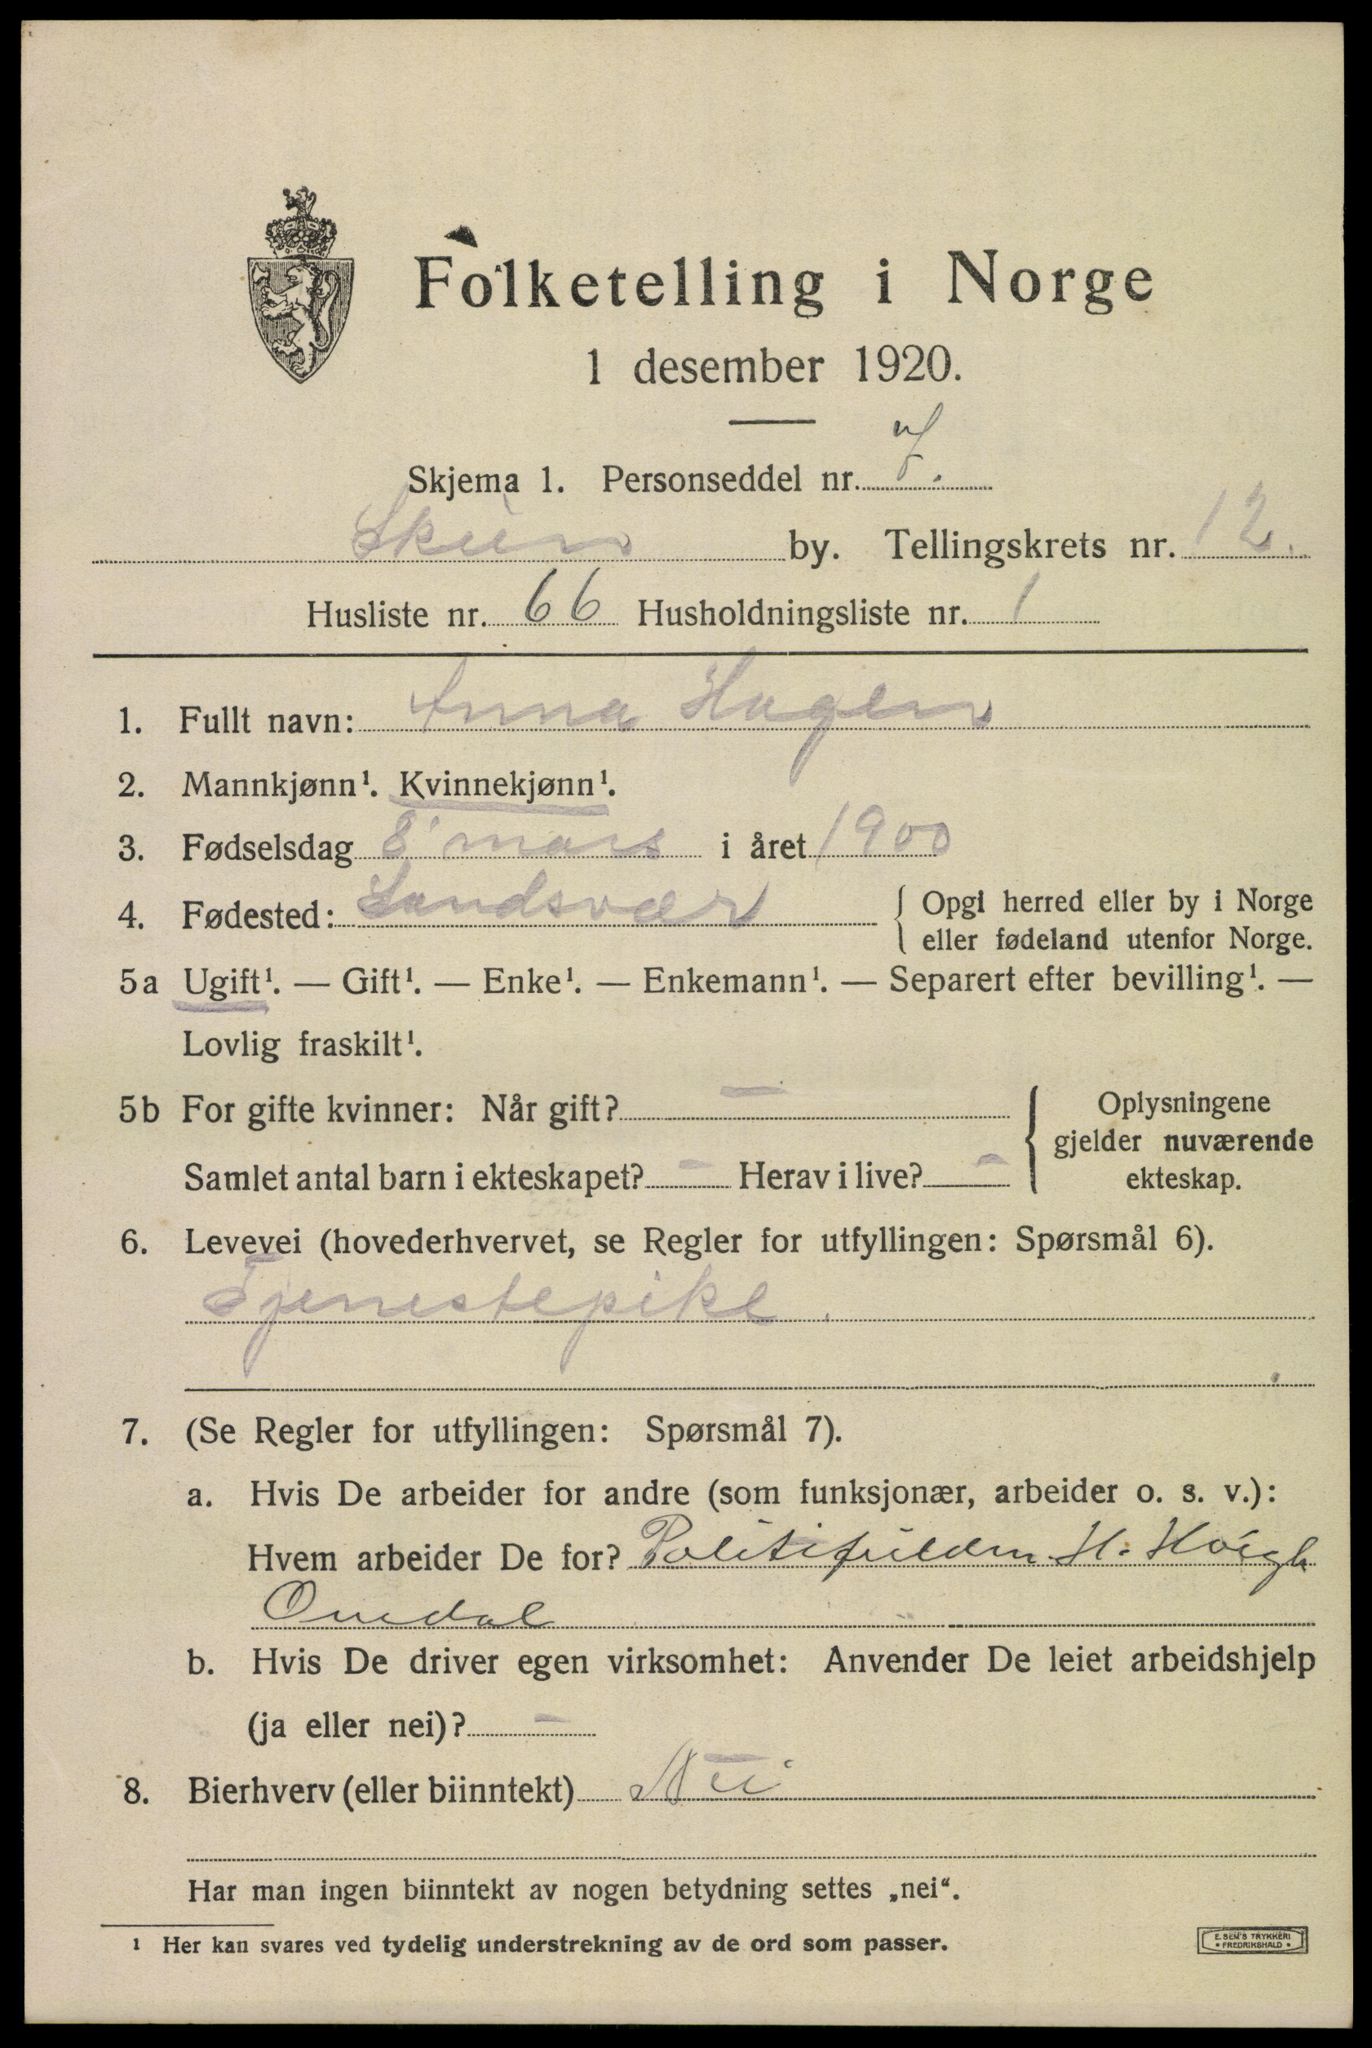 Folketelling i Norge
1 desember 1920.
Skjema 1. Personseddel nr.
Skien by. Tellingskrets nr. 12.
Husliste nr. 66 Husholdningsliste nr. 1
1. Fullt navn: Anna Hagen
2. Mannkjønn¹. Kvinnekjønn¹.
3. Fødselsdag 8' mars i året 1900
4. Fødested: Sandsvær { Opgi herred eller by i Norge
eller fødeland utenfor Norge.
5a Ugift¹. — Gift¹. — Enke¹. — Enkemann¹. — Separert efter bevilling¹. —
Lovlig fraskilt¹.
5b For gifte kvinner: Når gift? — { Oplysningene
gjelder nuværende
Samlet antal barn i ekteskapet? — Herav i live? — ekteskap.
6. Levevei (hovederhvervet, se Regler for utfyllingen: Spørsmål 6).
Tjenestepike.
7. (Se Regler for utfyllingen: Spørsmål 7).
a. Hvis De arbeider for andre (som funksjonær, arbeider o. s. v.):
Hvem arbeider De for? H.
b. Hvis De driver egen virksomhet: Anvender De leiet arbeidshjelp
(ja eller nei)? —
8. Bierhverv (eller biinntekt) Nei
Har man ingen biinntekt av nogen betydning settes „nei“.
¹ Her kan svares ved tydelig understrekning av de ord som passer.
E. SEM'S TRYKKERI
• FREDRIKSHALD •